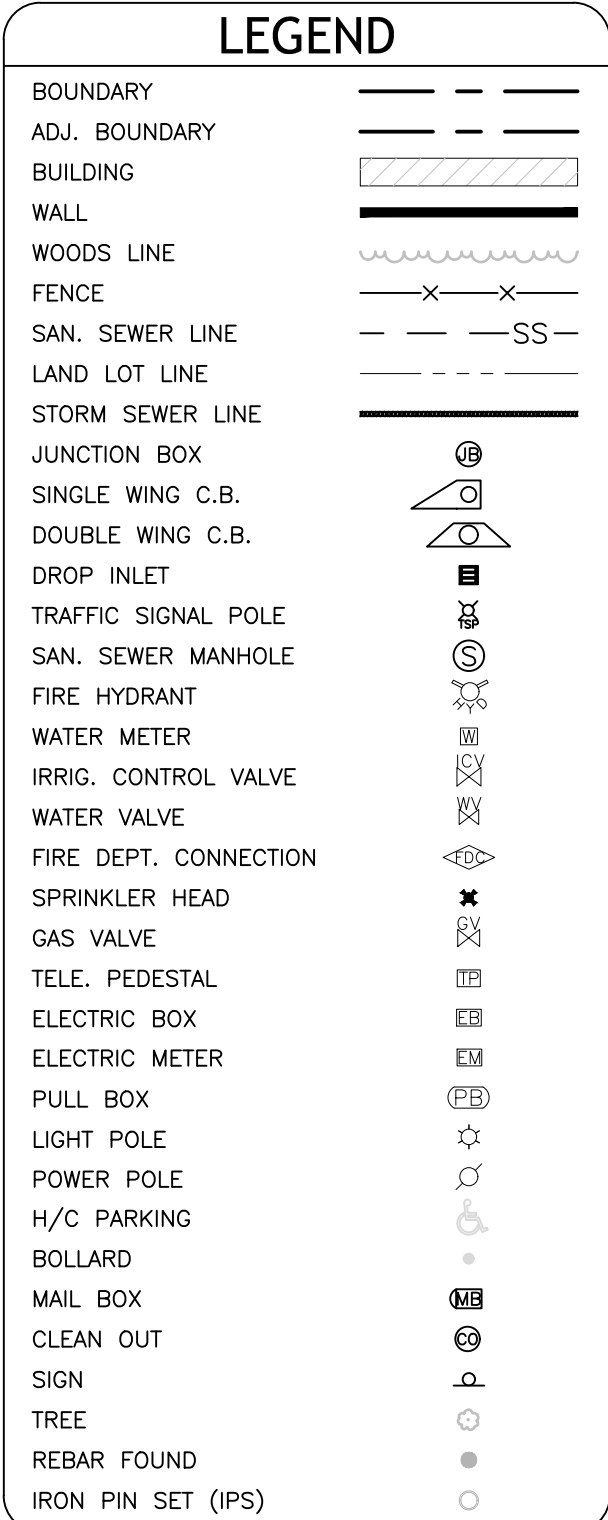 LEGEND
BOUNDARY
ADJ. BOUNDARY
BUILDING
WALL
WOODS LINE
FENCE
SAN. SEWER LINE SS
LAND LOT LINE
STORM SEWER LINE
JUNCTION BOX JB
SINGLE WING C.B.
DOUBLE WING C.B.
DROP INLET
TRAFFIC SIGNAL POLE TSP
SAN. SEWER MANHOLE S
FIRE HYDRANT HYD
WATER METER W
IRRIG. CONTROL VALVE ICV
WATER VALVE WV
FIRE DEPT. CONNECTION FDC
SPRINKLER HEAD
GAS VALVE GV
TELE. PEDESTAL TP
ELECTRIC BOX EB
ELECTRIC METER EM
PULL BOX PB
LIGHT POLE
POWER POLE
H/C PARKING
BOLLARD
MAIL BOX MB
CLEAN OUT CO
SIGN
TREE
REBAR FOUND
IRON PIN SET (IPS)